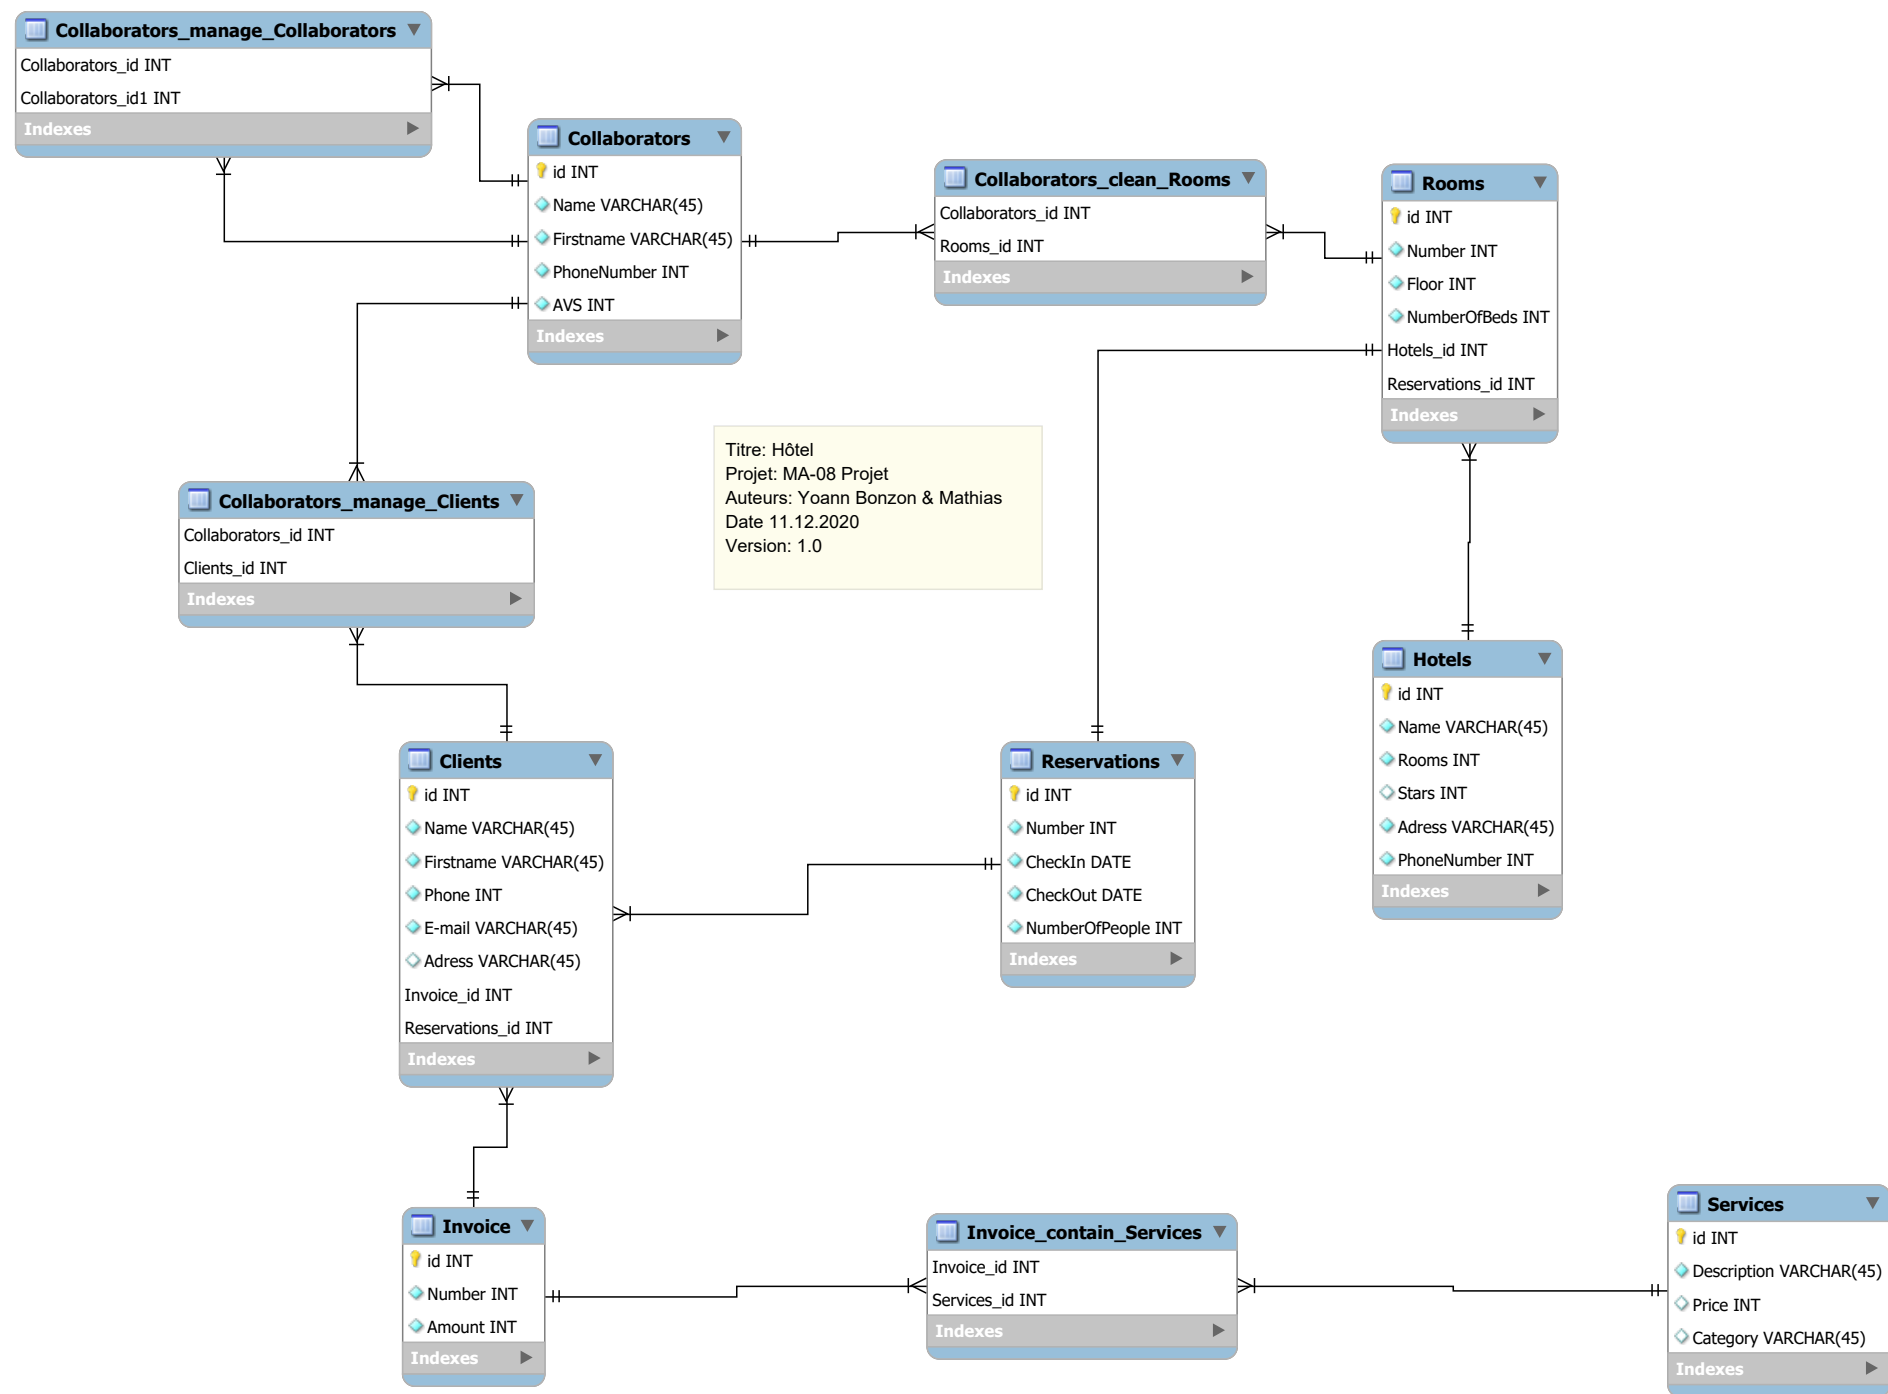 Collaborators_manage_Collaborators
Collaborators_id INT
Collaborators_id1 INT
Indexes
Collaborators
id INT
Name VARCHAR(45)
Firstname VARCHAR(45)
PhoneNumber INT
AVS INT
Indexes
Collaborators_clean_Rooms
Collaborators_id INT
Rooms_id INT
Indexes
Rooms
id INT
Number INT
Floor INT
NumberOfBeds INT
Hotels_id INT
Reservations_id INT
Indexes
Titre: Hôtel
Projet: MA-08 Projet
Auteurs: Yoann Bonzon & Mathias
Date 11.12.2020
Version: 1.0
Collaborators_manage_Clients
Collaborators_id INT
Clients_id INT
Indexes
Hotels
id INT
Name VARCHAR(45)
Rooms INT
Stars INT
Adress VARCHAR(45)
PhoneNumber INT
Indexes
Clients
id INT
Name VARCHAR(45)
Firstname VARCHAR(45)
Phone INT
E-mail VARCHAR(45)
Adress VARCHAR(45)
Invoice_id INT
Reservations_id INT
Indexes
Reservations
id INT
Number INT
CheckIn DATE
CheckOut DATE
NumberOfPeople INT
Indexes
Invoice
id INT
Number INT
Amount INT
Indexes
Invoice_contain_Services
Invoice_id INT
Services_id INT
Indexes
Services
id INT
Description VARCHAR(45)
Price INT
Category VARCHAR(45)
Indexes